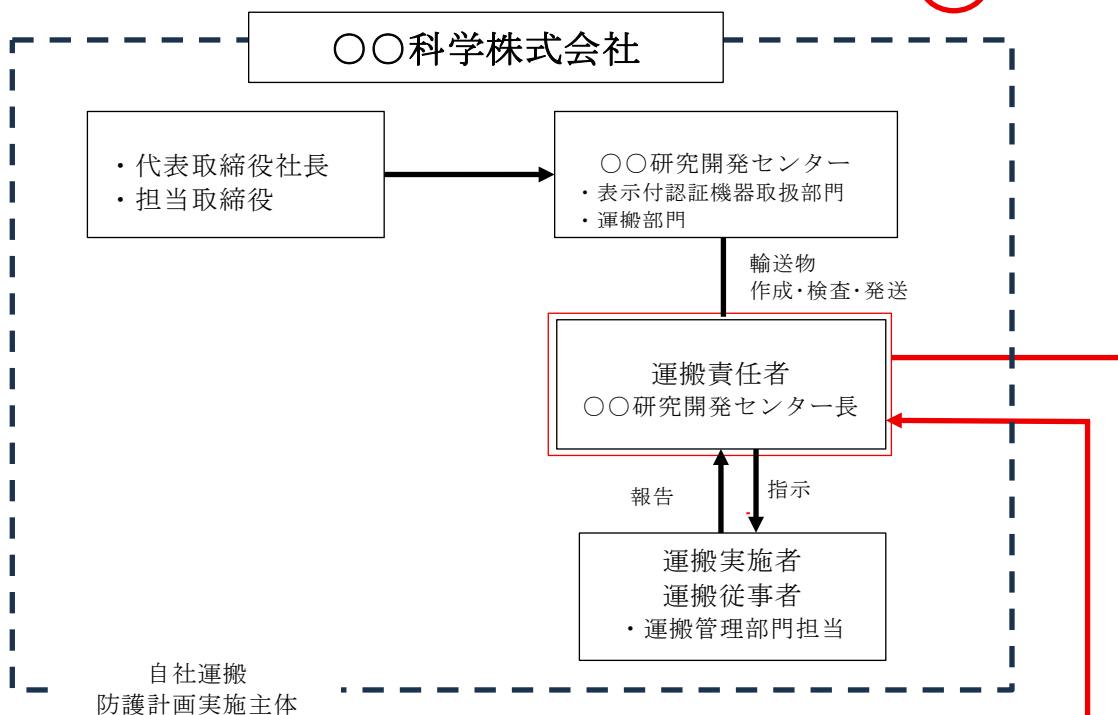 〇〇科学株式会社
・代表取締役社長
・担当取締役
〇〇研究開発センター
・表示付認証機器取扱部門
・運搬部門
輸送物
作成・検査・発送
運搬責任者
〇〇研究開発センター長
報告
指示
運搬実施者
運搬従事者
・運搬管理部門担当
自社運搬
防護計画実施主体